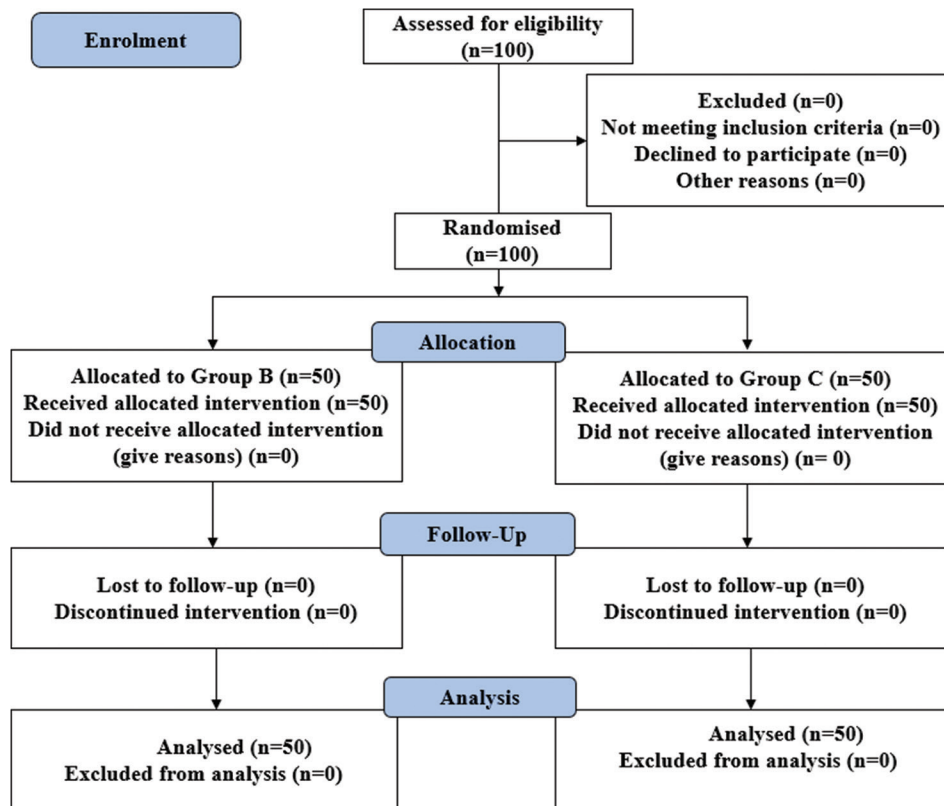 Enrolment
Assessed for eligibility
(n=100)
Excluded (n=0)
Not meeting inclusion criteria (n=0)
Declined to participate (n=0)
Other reasons (n=0)
Randomised
(n=100)
Allocation
Allocated to Group B (n=50)
Received allocated intervention (n=50)
Did not receive allocated intervention
(give reasons) (n=0)
Allocated to Group C (n=50)
Received allocated intervention (n=50)
Did not receive allocated intervention
(give reasons) (n= 0)
Follow-Up
Lost to follow-up (n=0)
Discontinued intervention (n=0)
Lost to follow-up (n=0)
Discontinued intervention (n=0)
Analysis
Analysed (n=50)
Excluded from analysis (n=0)
Analysed (n=50)
Excluded from analysis (n=0)